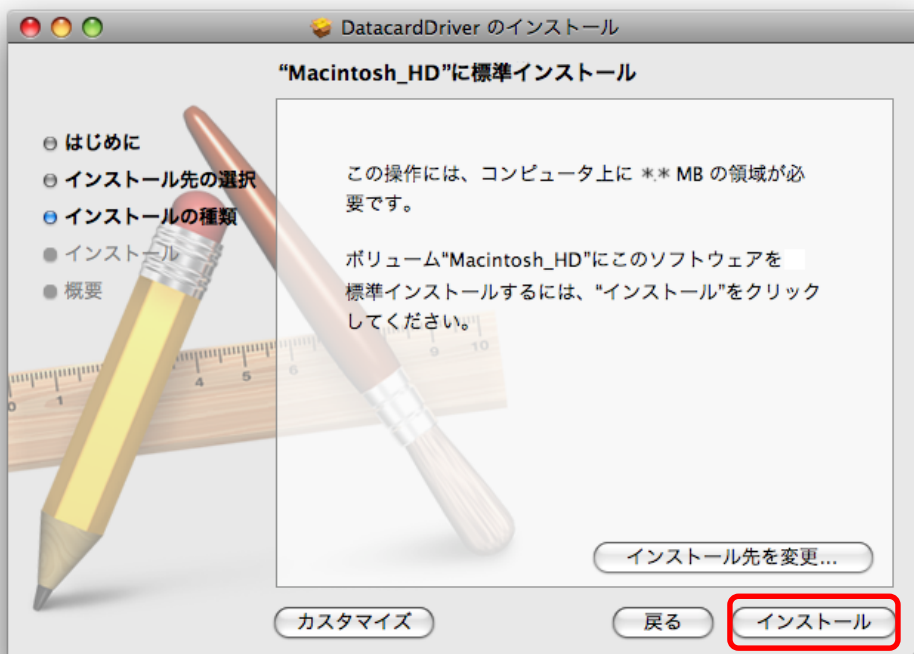 DatacardDriver のインストール
“Macintosh_HD”に標準インストール
はじめに
インストール先の選択
インストールの種類
インストール
概要
この操作には、コンピュータ上に *.* MB の領域が必
要です。
ボリューム“Macintosh_HD”にこのソフトウェアを
標準インストールするには、“インストール”をクリック
してください。
0 1 4 5 6 9 10
インストール先を変更...
カスタマイズ
戻る
インストール